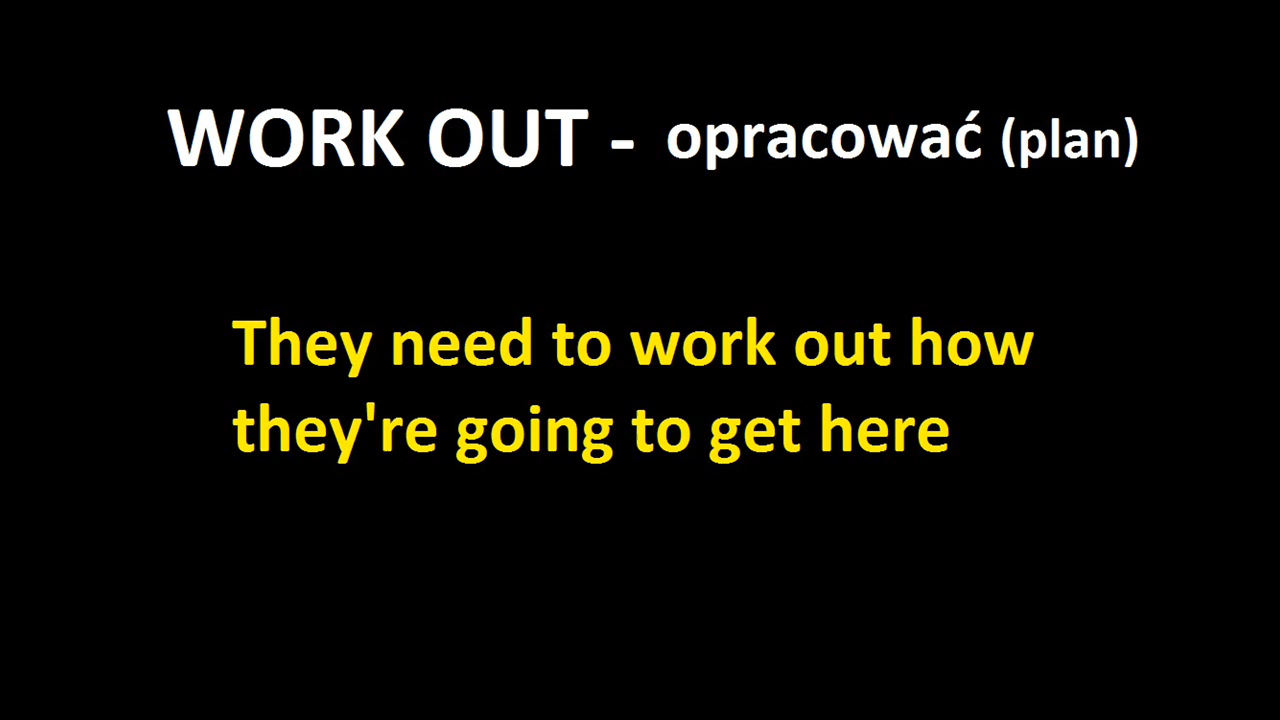 WORK OUT - opracować (plan)
They need to work out how
they're going to get here